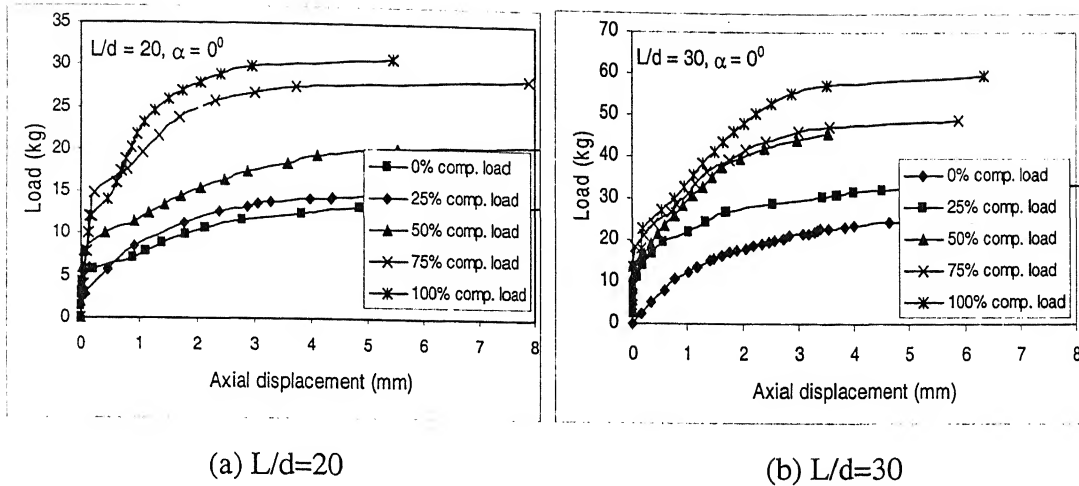 L/d = 20, α = 0⁰
Load (kg)
35
30
25
20
15
10
5
0
0% comp. load
25% comp. load
50% comp. load
75% comp. load
100% comp. load
0 1 2 3 4 5 6 7 8
Axial displacement (mm)
(a) L/d=20
L/d = 30, α = 0⁰
Load (kg)
70
60
50
40
30
20
10
0
0% comp. load
25% comp. load
50% comp. load
75% comp. load
100% comp. load
0 1 2 3 4 5 6 7 8
Axial displacement (mm)
(b) L/d=30